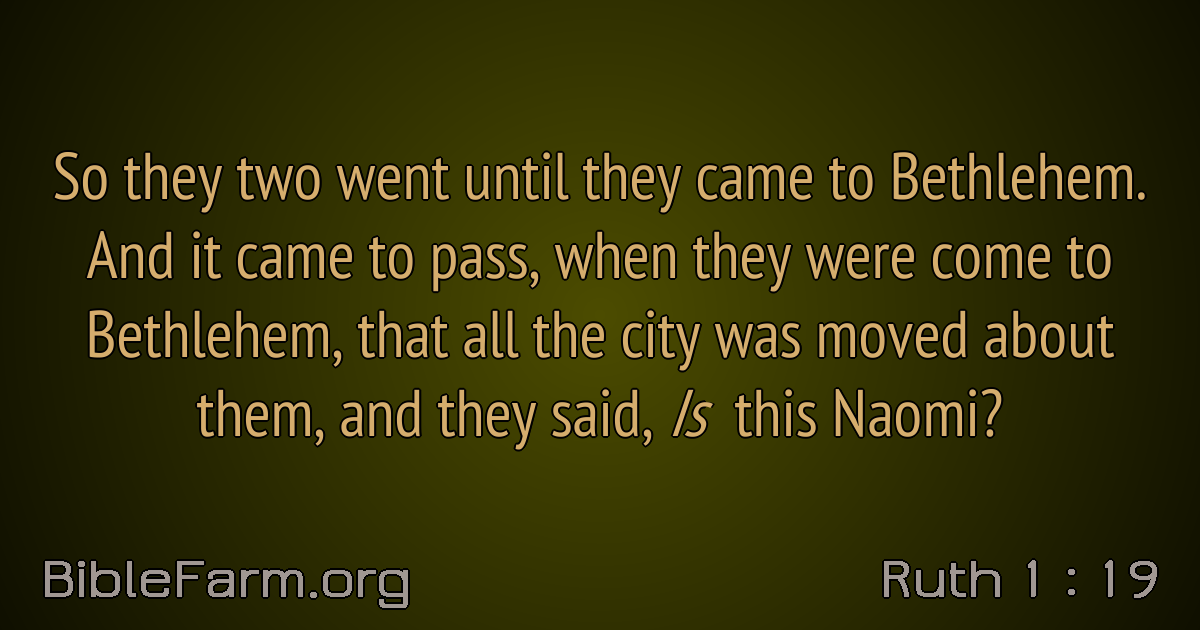 So they two went until they came to Bethlehem.
And it came to pass, when they were come to
Bethlehem, that all the city was moved about
them, and they said, Is this Naomi?
BibleFarm.org
Ruth 1 : 19